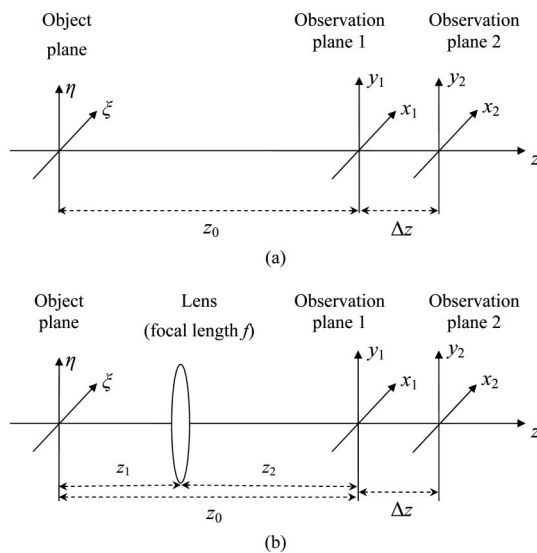 Object
plane
Observation
plane 1
Observation
plane 2
η
ξ
y₁
x₁
y₂
x₂
z
z₀
Δz
(a)
Object
plane
Lens
(focal length f)
Observation
plane 1
Observation
plane 2
η
ξ
y₁
x₁
y₂
x₂
z
z₁
z₂
z₀
Δz
(b)